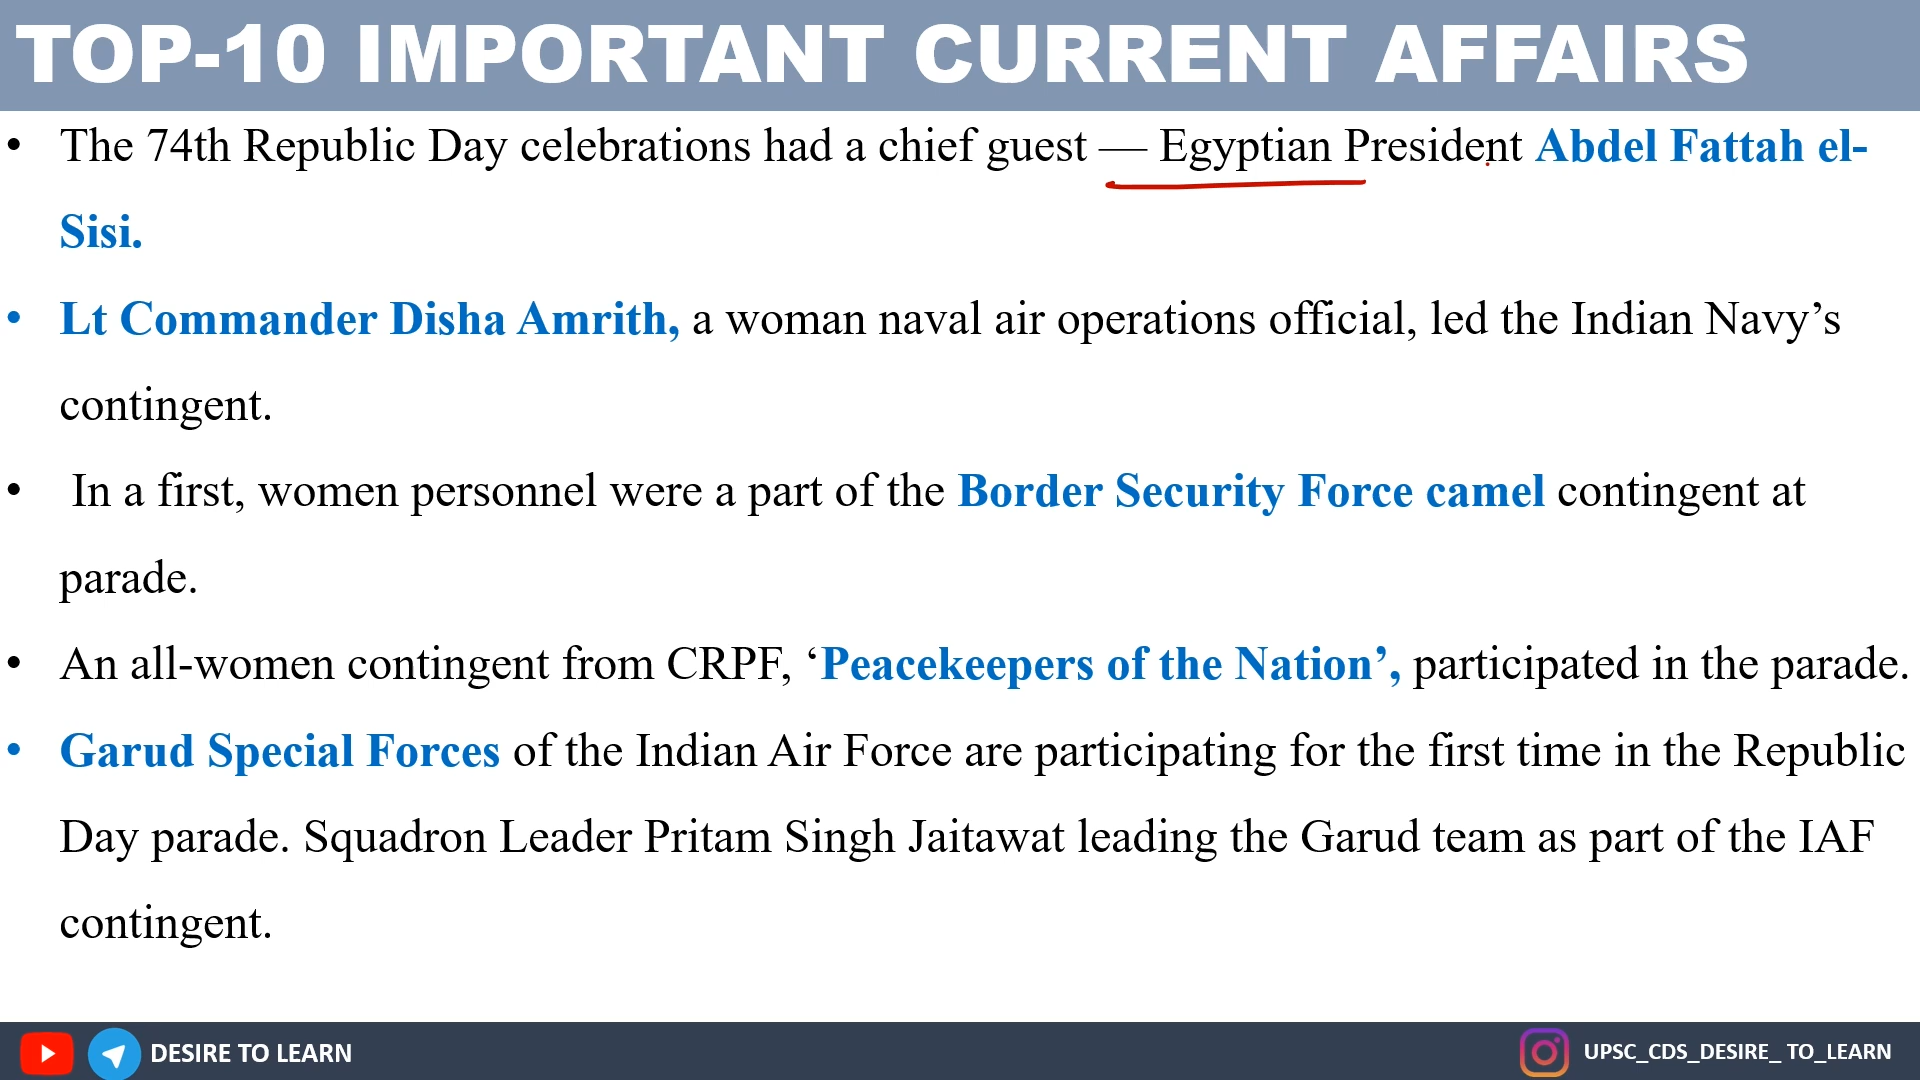 TOP-10 IMPORTANT CURRENT AFFAIRS
• The 74th Republic Day celebrations had a chief guest — Egyptian President Abdel Fattah el-
Sisi.
• Lt Commander Disha Amrith, a woman naval air operations official, led the Indian Navy’s
contingent.
• In a first, women personnel were a part of the Border Security Force camel contingent at
parade.
• An all-women contingent from CRPF, ‘Peacekeepers of the Nation’, participated in the parade.
• Garud Special Forces of the Indian Air Force are participating for the first time in the Republic
Day parade. Squadron Leader Pritam Singh Jaitawat leading the Garud team as part of the IAF
contingent.
DESIRE TO LEARN
UPSC_CDS_DESIRE_ TO_LEARN